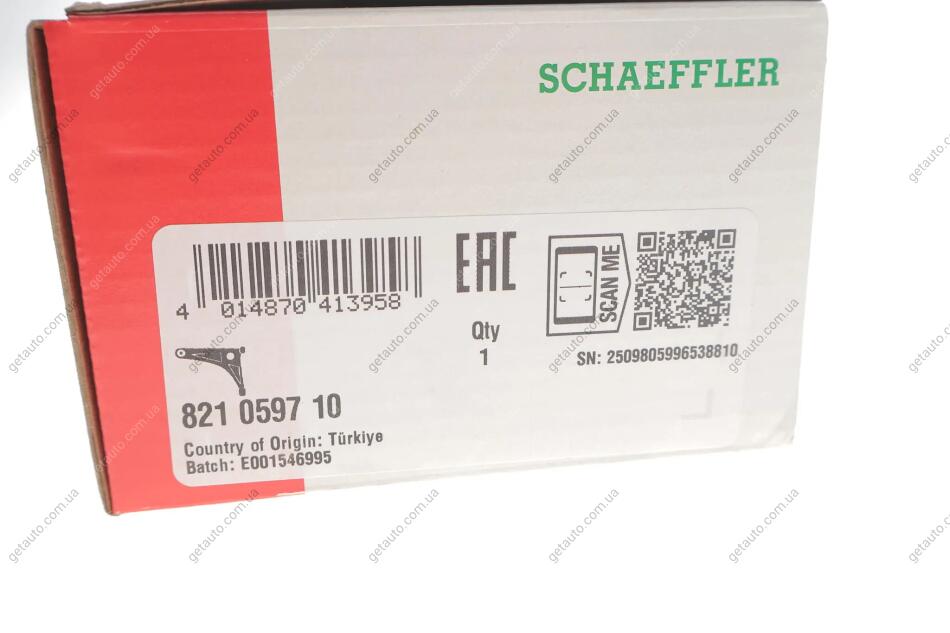 SCHAEFFLER
4 014870 413958
EAC
SCAN ME
Qty
1
SN: 2509805996538810
821 0597 10
Country of Origin: Türkiye
Batch: E001546995
getauto.com.ua